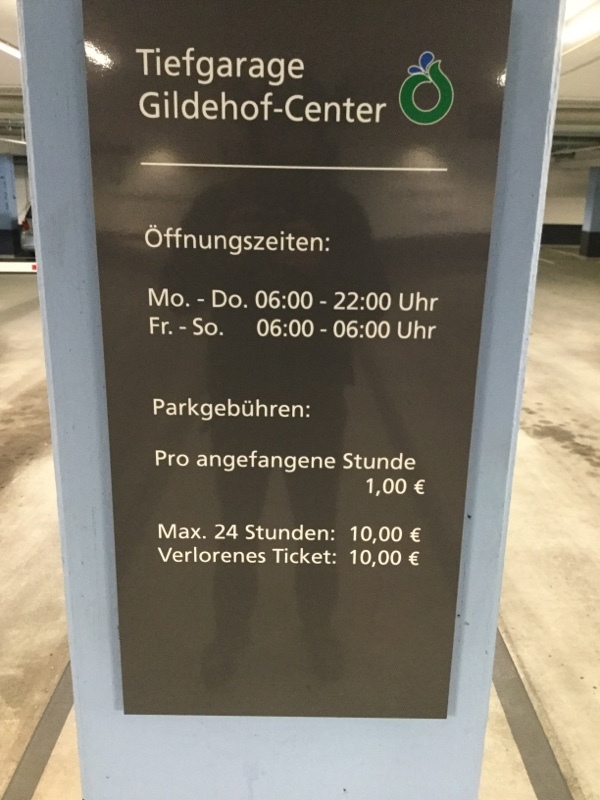 Tiefgarage
Gildehof-Center
Öffnungszeiten:
Mo. - Do. 06:00 - 22:00 Uhr
Fr. - So. 06:00 - 06:00 Uhr
Parkgebühren:
Pro angefangene Stunde
1,00 €
Max. 24 Stunden: 10,00 €
Verlorenes Ticket: 10,00 €